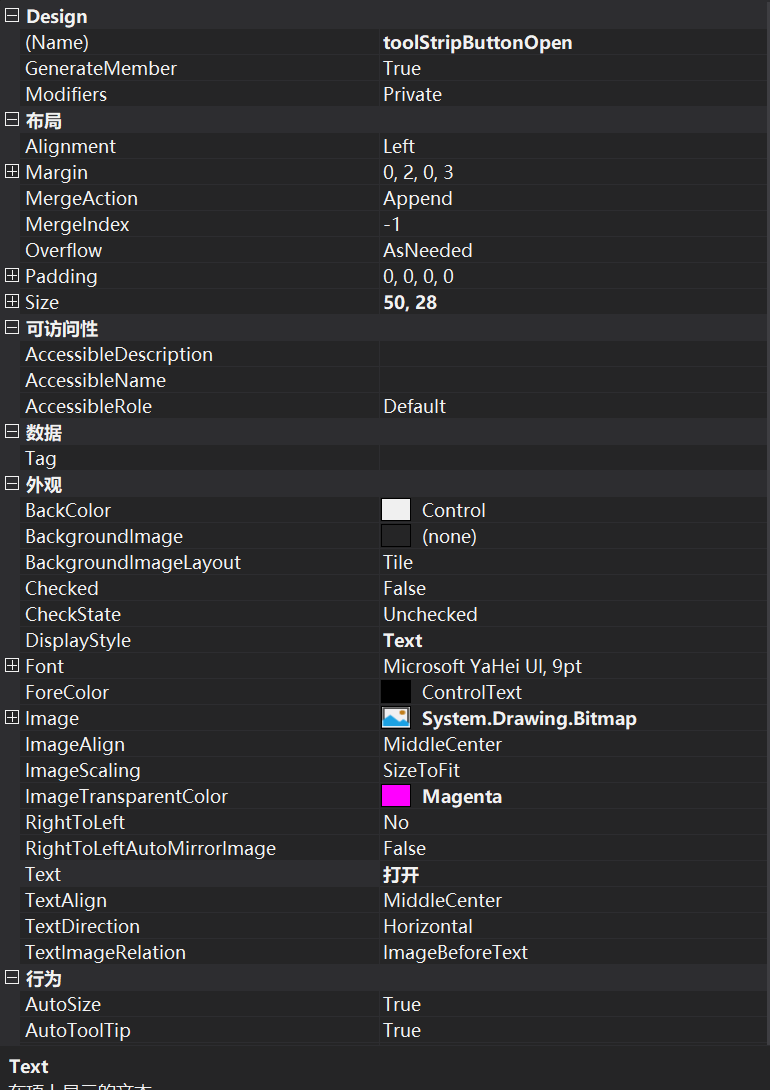 Design
(Name) toolStripButtonOpen
GenerateMember True
Modifiers Private
布局
Alignment Left
Margin 0, 2, 0, 3
MergeAction Append
MergeIndex -1
Overflow AsNeeded
Padding 0, 0, 0, 0
Size 50, 28
可访问性
AccessibleDescription
AccessibleName
AccessibleRole Default
数据
Tag
外观
BackColor Control
BackgroundImage (none)
BackgroundImageLayout Tile
Checked False
CheckState Unchecked
DisplayStyle Text
Font Microsoft YaHei UI, 9pt
ForeColor ControlText
Image System.Drawing.Bitmap
ImageAlign MiddleCenter
ImageScaling SizeToFit
ImageTransparentColor Magenta
RightToLeft No
RightToLeftAutoMirrorImage False
Text 打开
TextAlign MiddleCenter
TextDirection Horizontal
TextImageRelation ImageBeforeText
行为
AutoSize True
AutoToolTip True
Text